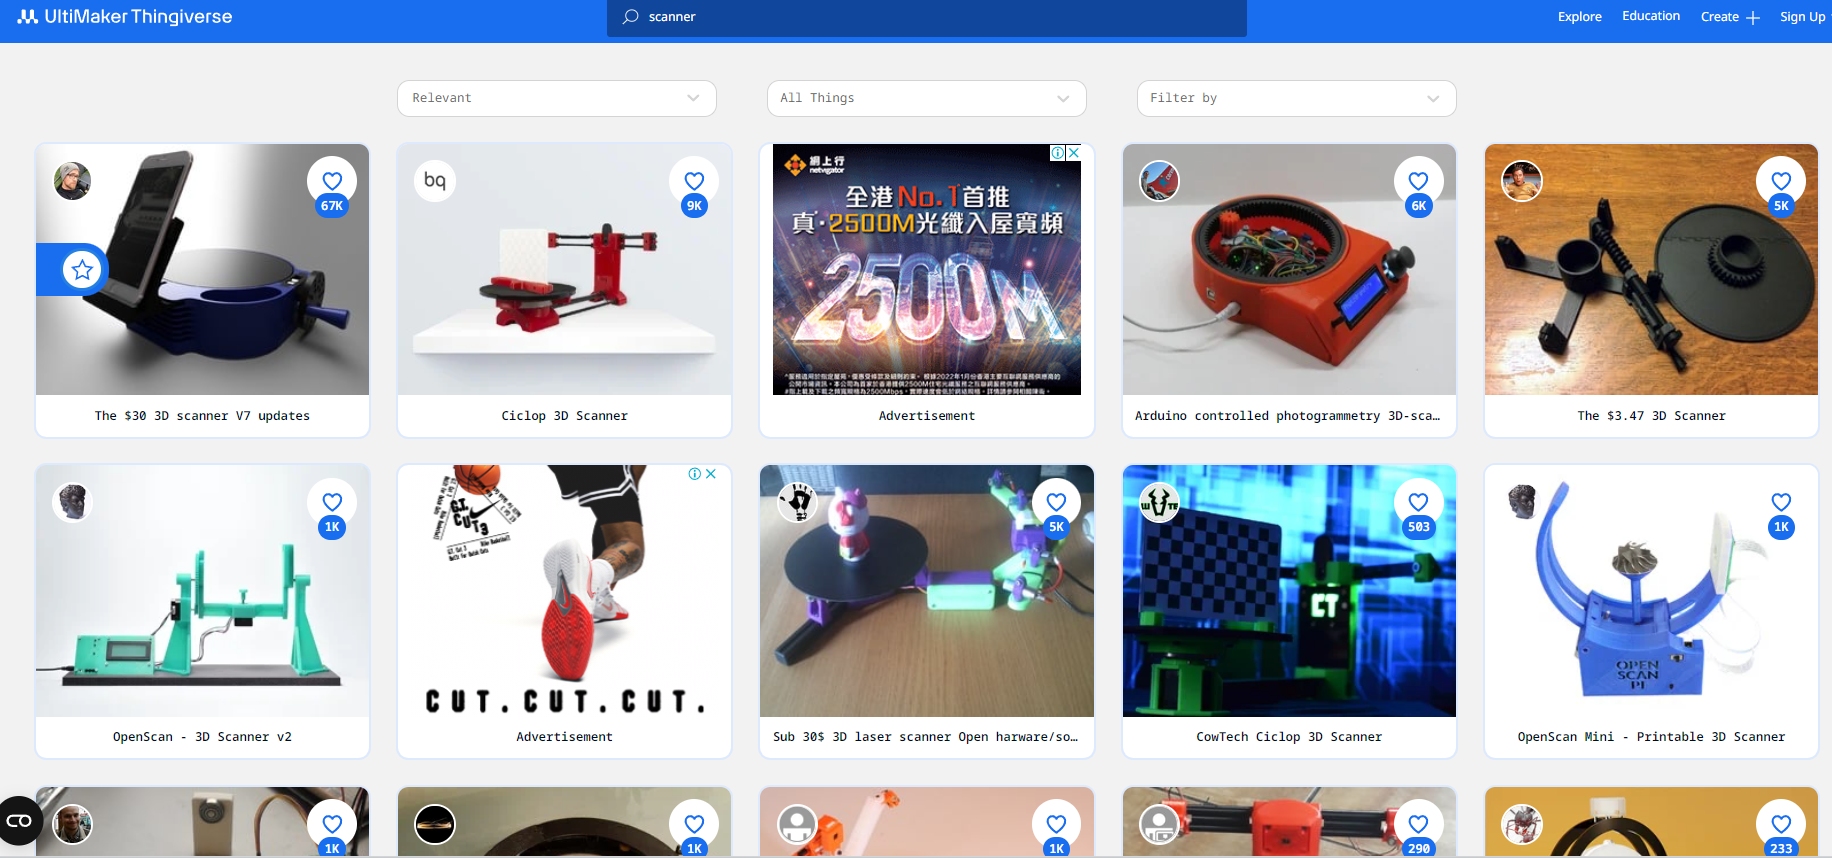 UltiMaker Thingiverse
scanner
Explore
Education
Create
Sign Up
Relevant
All Things
Filter by
67K
The $30 3D scanner V7 updates
bq
9K
Ciclop 3D Scanner
網上行
netvigator
全港No.1首推
真·2500M光纖入屋寬頻
2500M
Advertisement
6K
Arduino controlled photogrammetry 3D-sca…
5K
The $3.47 3D Scanner
1K
OpenScan - 3D Scanner v2
G.T.
CUT 3
CUT.CUT.CUT.
Advertisement
5K
Sub 30$ 3D laser scanner Open harware/so…
503
CT
CowTech Ciclop 3D Scanner
1K
OPEN
SCAN
PI
OpenScan Mini - Printable 3D Scanner
1K
1K
1K
290
233